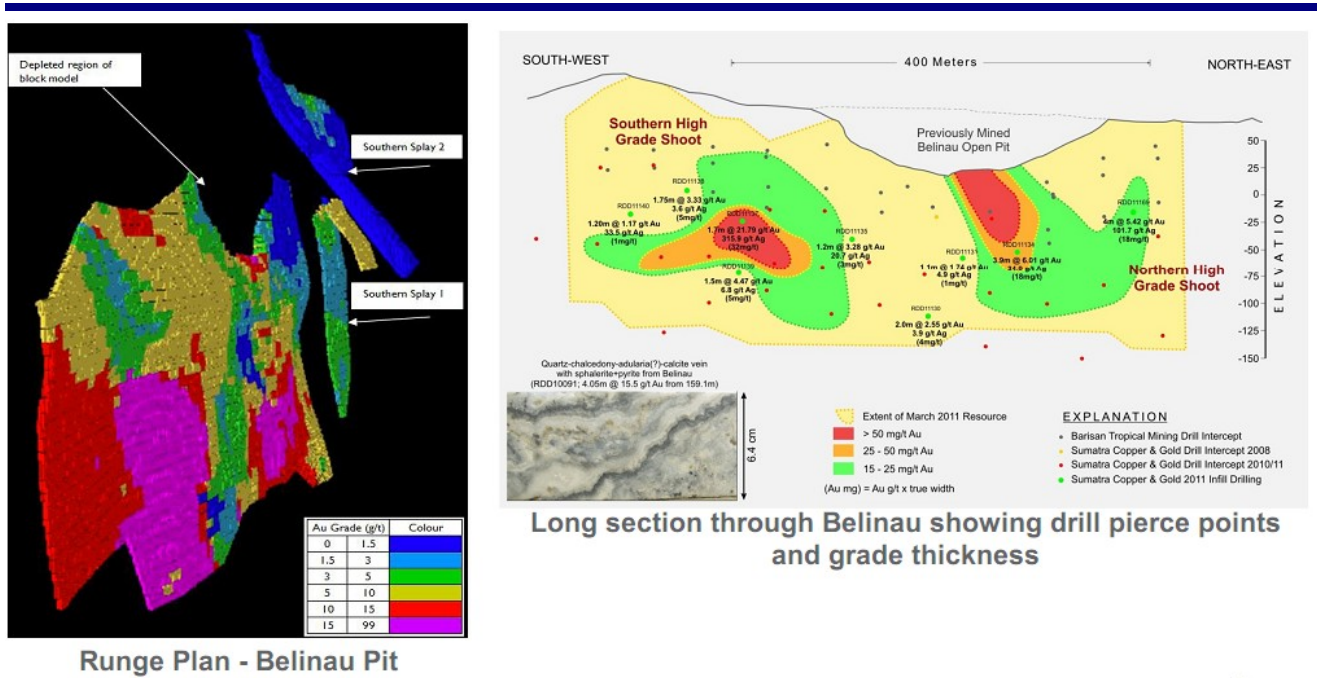 Depleted region of
block model
Southern Splay 2
Southern Splay 1
Au Grade (g/t) Colour
0 1.5
1.5 3
3 5
5 10
10 15
15 99
Runge Plan - Belinau Pit
SOUTH-WEST
400 Meters
NORTH-EAST
Southern High
Grade Shoot
Previously Mined
Belinau Open Pit
RDD11140
1.20m @ 1.17 g/t Au
33.5 g/t Ag
(1mg/t)
1.75m @ 3.33 g/t Au
3.6 g/t Ag
(5mg/t)
1.7m @ 21.79 g/t Au
315.9 g/t Ag
(32mg/t)
1.5m @ 4.47 g/t Au
6.8 g/t Ag
(5mg/t)
RDD11135
1.2m @ 3.28 g/t Au
20.7 g/t Ag
(3mg/t)
1.1m @ 1.74 g/t Au
4.9 g/t Ag
(1mg/t)
RDD11130
2.0m @ 2.55 g/t Au
3.9 g/t Ag
(4mg/t)
RDD11134
3.9m @ 6.01 g/t Au
g/t Ag
(18mg/t)
4m @ 5.42 g/t Au
101.7 g/t Ag
(18mg/t)
Northern High
Grade Shoot
50
25
0
-25
-50
-75
-100
-125
-150
ELEVATION
Quartz-chalcedony-adularia(?)-calcite vein
with sphalerite+pyrite from Belinau
(RDD10091; 4.05m @ 15.5 g/t Au from 159.1m)
6.4 cm
Extent of March 2011 Resource
> 50 mg/t Au
25 - 50 mg/t Au
15 - 25 mg/t Au
(Au mg) = Au g/t x true width
EXPLANATION
Barisan Tropical Mining Drill Intercept
Sumatra Copper & Gold Drill Intercept 2008
Sumatra Copper & Gold Drill Intercept 2010/11
Sumatra Copper & Gold 2011 Infill Drilling
Long section through Belinau showing drill pierce points
and grade thickness